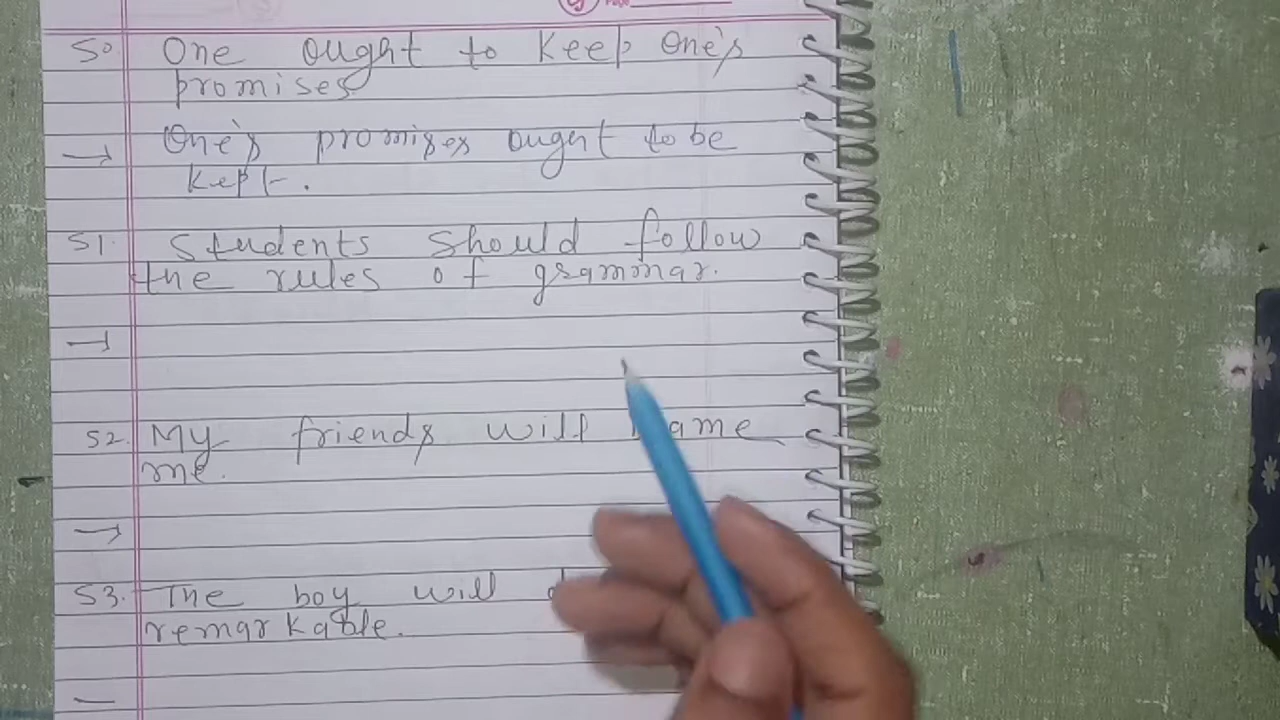 50 One ought to keep one's
promises.
→ One's promises ought to be
kept.
51. Students should follow
the rules of grammar.
→
52. My friends will
me.
→
53. The boy will
remarkable.